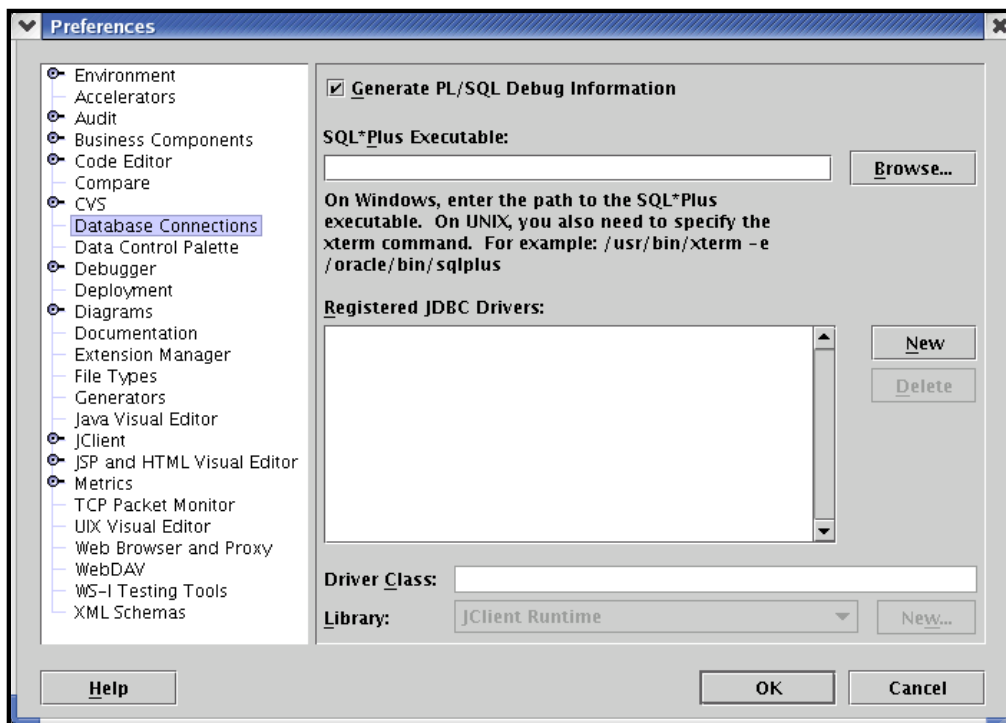 Preferences
Environment
Accelerators
Audit
Business Components
Code Editor
Compare
CVS
Database Connections
Data Control Palette
Debugger
Deployment
Diagrams
Documentation
Extension Manager
File Types
Generators
Java Visual Editor
JClient
JSP and HTML Visual Editor
Metrics
TCP Packet Monitor
UIX Visual Editor
Web Browser and Proxy
WebDAV
WS-I Testing Tools
XML Schemas
Generate PL/SQL Debug Information
SQL*Plus Executable:
Browse...
On Windows, enter the path to the SQL*Plus
executable. On UNIX, you also need to specify the
xterm command. For example: /usr/bin/xterm -e
/oracle/bin/sqlplus
Registered JDBC Drivers:
New
Delete
Driver Class:
Library: JClient Runtime New...
Help OK Cancel